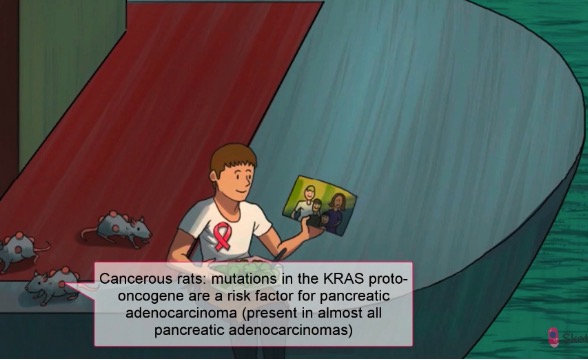 Cancerous rats: mutations in the KRAS proto-
oncogene are a risk factor for pancreatic
adenocarcinoma (present in almost all
pancreatic adenocarcinomas)